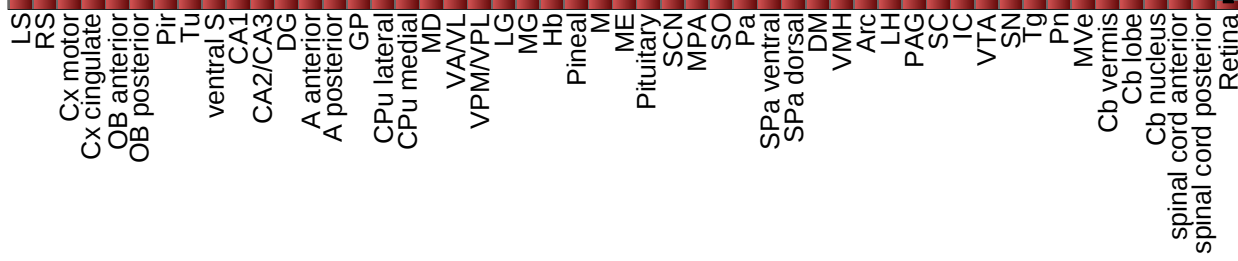 LS
RS
Cx motor
Cx cingulate
OB anterior
OB posterior
Pir
Tu
ventral S
CA1
CA2/CA3
DG
A anterior
A posterior
GP
CPu lateral
CPu medial
MD
VA/VL
VPM/VPL
LG
MG
Hb
Pineal
M
ME
Pituitary
SCN
MPA
SO
Pa
SPa ventral
SPa dorsal
DM
VMH
Arc
LH
PAG
SC
IC
VTA
SN
Tg
Pn
MVe
Cb vermis
Cb lobe
Cb nucleus
spinal cord anterior
spinal cord posterior
Retina